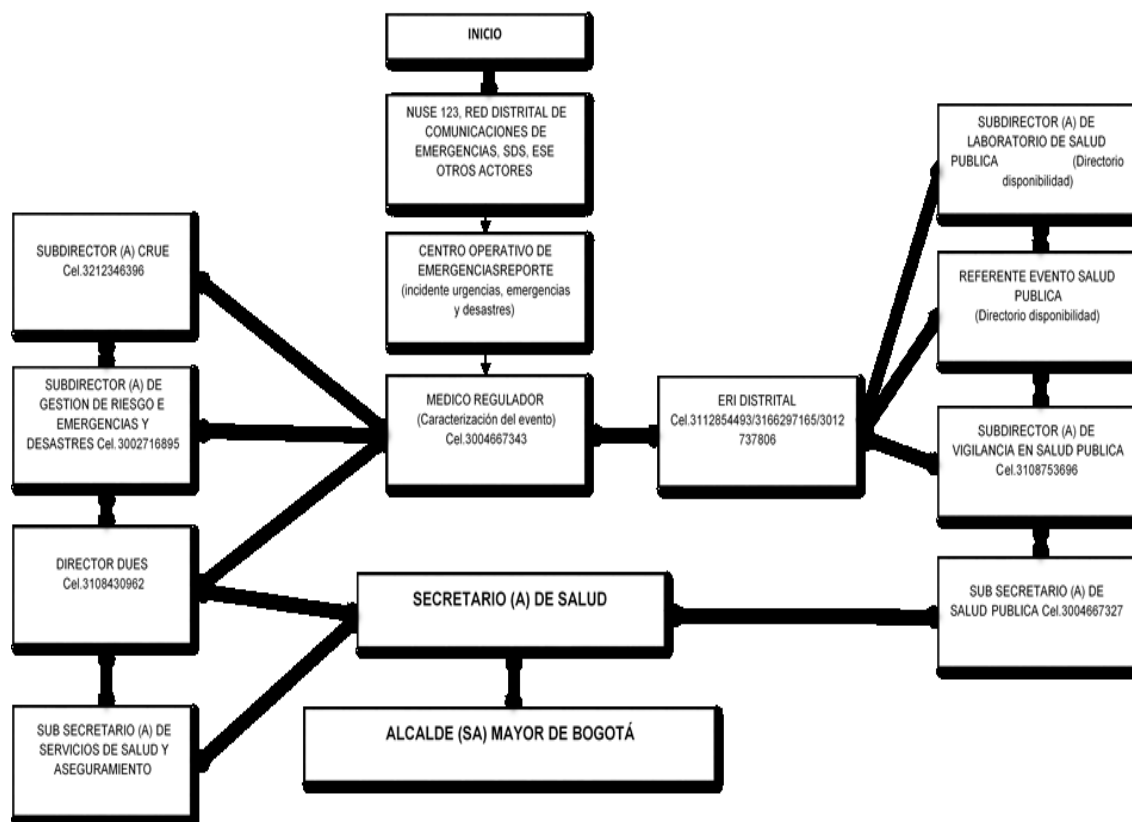 INICIO
NUSE 123, RED DISTRITAL DE
COMUNICACIONES DE
EMERGENCIAS, SDS, ESE
OTROS ACTORES
CENTRO OPERATIVO DE
EMERGENCIASREPORTE
(incidente urgencias, emergencias
y desastres)
MEDICO REGULADOR
(Caracterización del evento)
Cel.3004667343
SUBDIRECTOR (A) CRUE
Cel.3212346396
SUBDIRECTOR (A) DE
GESTION DE RIESGO E
EMERGENCIAS Y
DESASTRES Cel.3002716895
DIRECTOR DUES
Cel.3108430962
SUB SECRETARIO (A) DE
SERVICIOS DE SALUD Y
ASEGURAMIENTO
ERI DISTRITAL
Cel.3112854493/3166297165/3012
737806
SUBDIRECTOR (A) DE
LABORATORIO DE SALUD
PUBLICA (Directorio
disponibilidad)
REFERENTE EVENTO SALUD
PUBLICA
(Directorio disponibilidad)
SUBDIRECTOR (A) DE
VIGILANCIA EN SALUD PUBLICA
Cel.3108753696
SUB SECRETARIO (A) DE
SALUD PUBLICA Cel.3004667327
SECRETARIO (A) DE SALUD
ALCALDE (SA) MAYOR DE BOGOTÁ